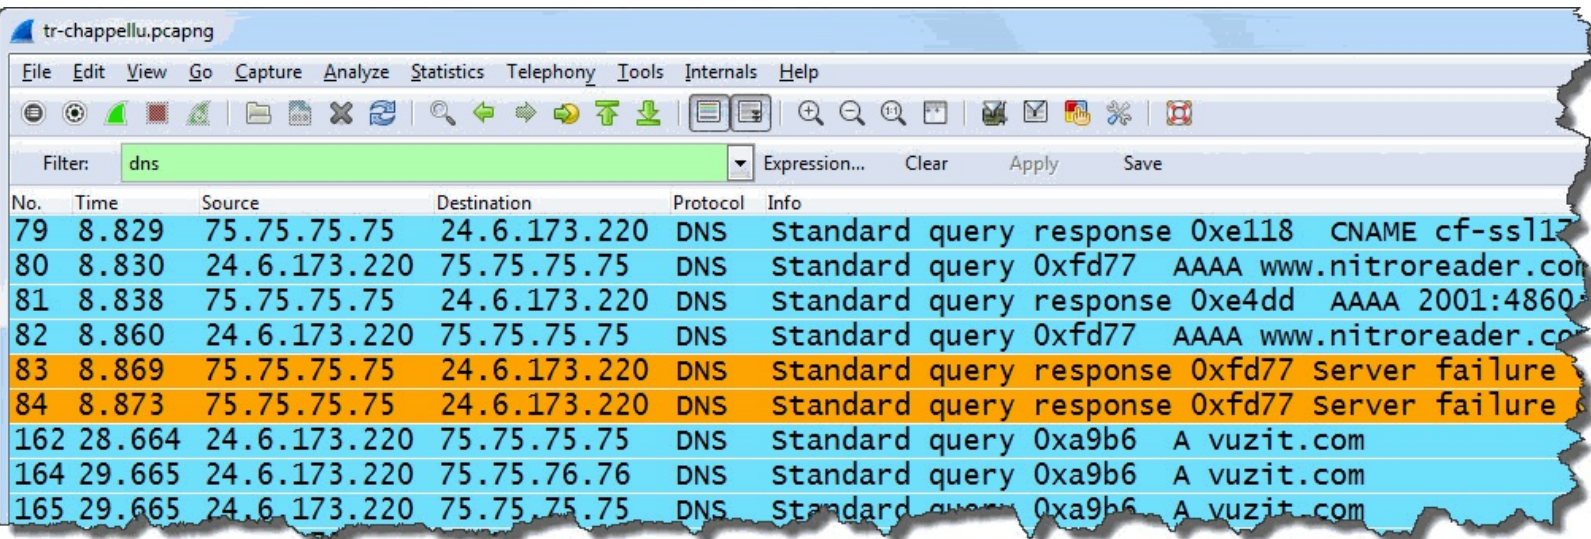 tr-chappellu.pcapng
File Edit View Go Capture Analyze Statistics Telephony Tools Internals Help
Filter: dns Expression... Clear Apply Save
No. Time Source Destination Protocol Info
79 8.829 75.75.75.75 24.6.173.220 DNS Standard query response 0xe118 CNAME cf-ssl17
80 8.830 24.6.173.220 75.75.75.75 DNS Standard query 0xfd77 AAAA www.nitroreader.com
81 8.838 75.75.75.75 24.6.173.220 DNS Standard query response 0xe4dd AAAA 2001:4860:
82 8.860 24.6.173.220 75.75.75.75 DNS Standard query 0xfd77 AAAA www.nitroreader.co
83 8.869 75.75.75.75 24.6.173.220 DNS Standard query response 0xfd77 Server failure
84 8.873 75.75.75.75 24.6.173.220 DNS Standard query response 0xfd77 Server failure
162 28.664 24.6.173.220 75.75.75.75 DNS Standard query 0xa9b6 A vuzit.com
164 29.665 24.6.173.220 75.75.76.76 DNS Standard query 0xa9b6 A vuzit.com
165 29.665 24.6.173.220 75.75.75.75 DNS Standard query 0xa9b6 A vuzit.com